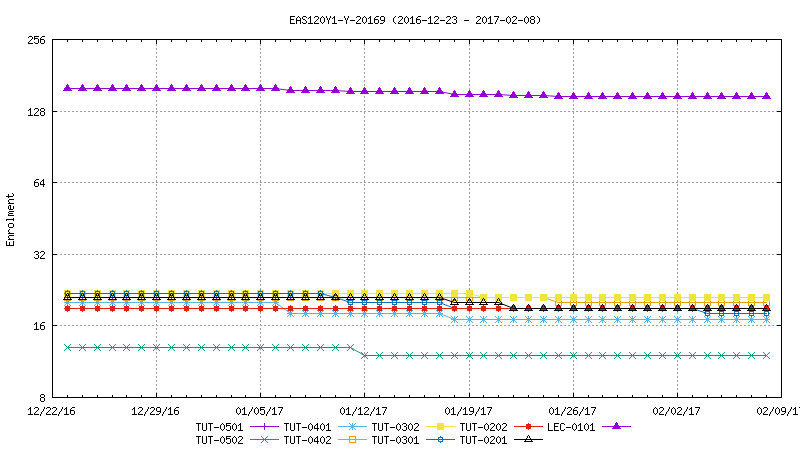 EAS120Y1-Y-20169 (2016-12-23 - 2017-02-08)
256
128
64
32
16
8
Enrolment
12/22/16 12/29/16 01/05/17 01/12/17 01/19/17 01/26/17 02/02/17 02/09/17
TUT-0501 TUT-0401 TUT-0302 TUT-0202 LEC-0101
TUT-0502 TUT-0402 TUT-0301 TUT-0201